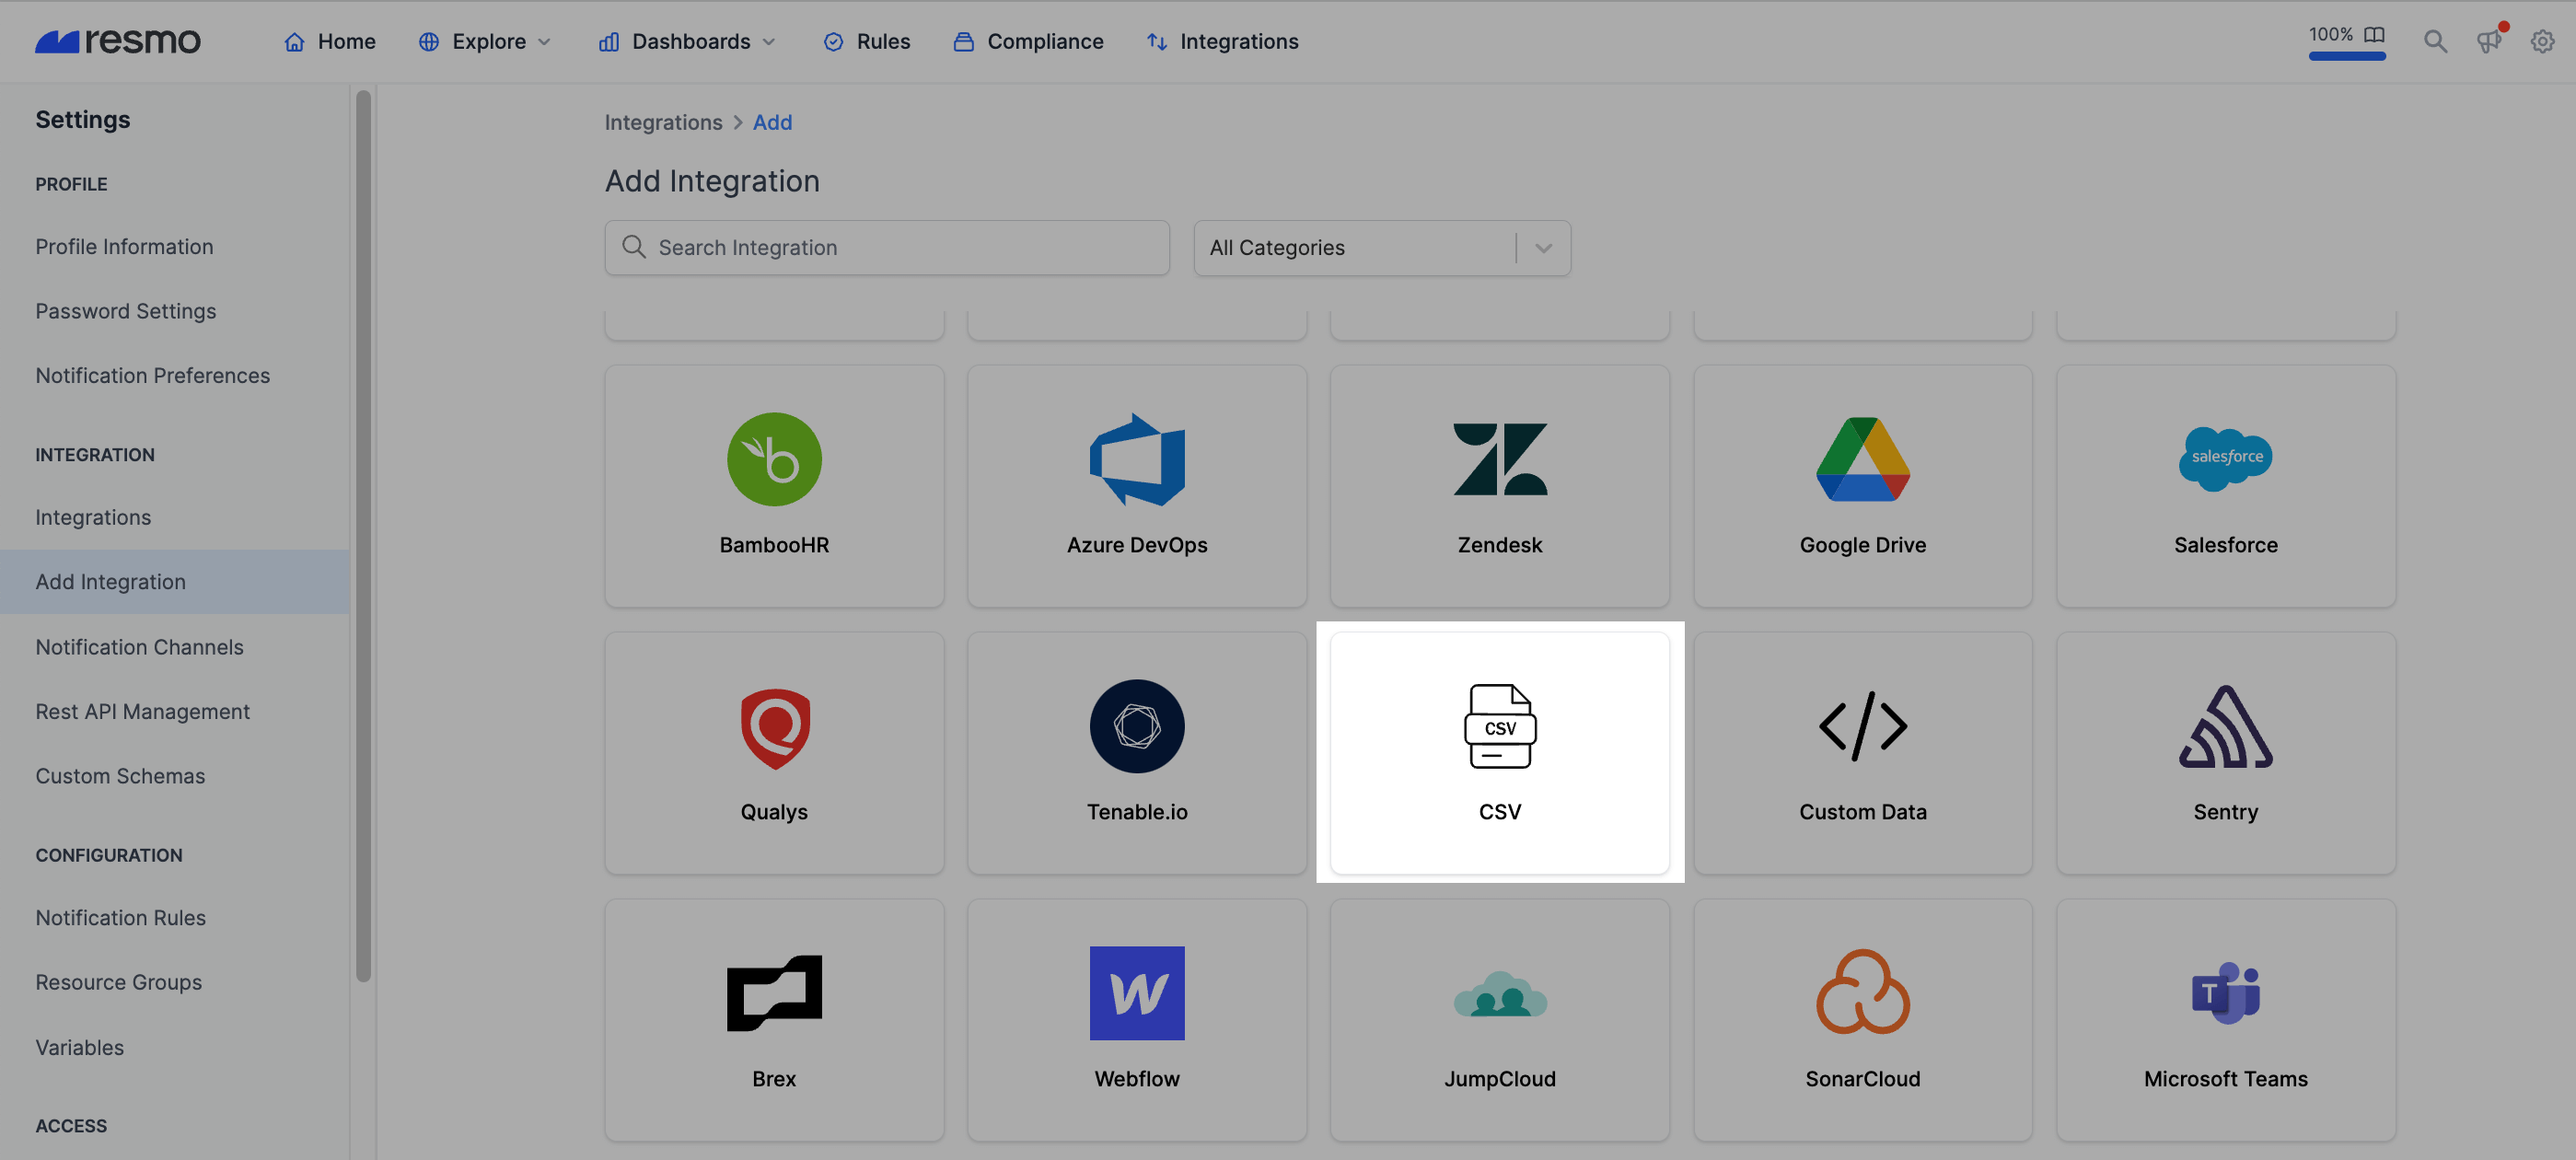 resmo
Home
Explore
Dashboards
Rules
Compliance
Integrations
100%
Settings
PROFILE
Profile Information
Password Settings
Notification Preferences
INTEGRATION
Integrations
Add Integration
Notification Channels
Rest API Management
Custom Schemas
CONFIGURATION
Notification Rules
Resource Groups
Variables
ACCESS
Integrations > Add
Add Integration
Search Integration
All Categories
b
salesforce
BambooHR
Azure DevOps
Zendesk
Google Drive
Salesforce
CSV
Qualys
Tenable.io
CSV
Custom Data
Sentry
W
T
Brex
Webflow
JumpCloud
SonarCloud
Microsoft Teams